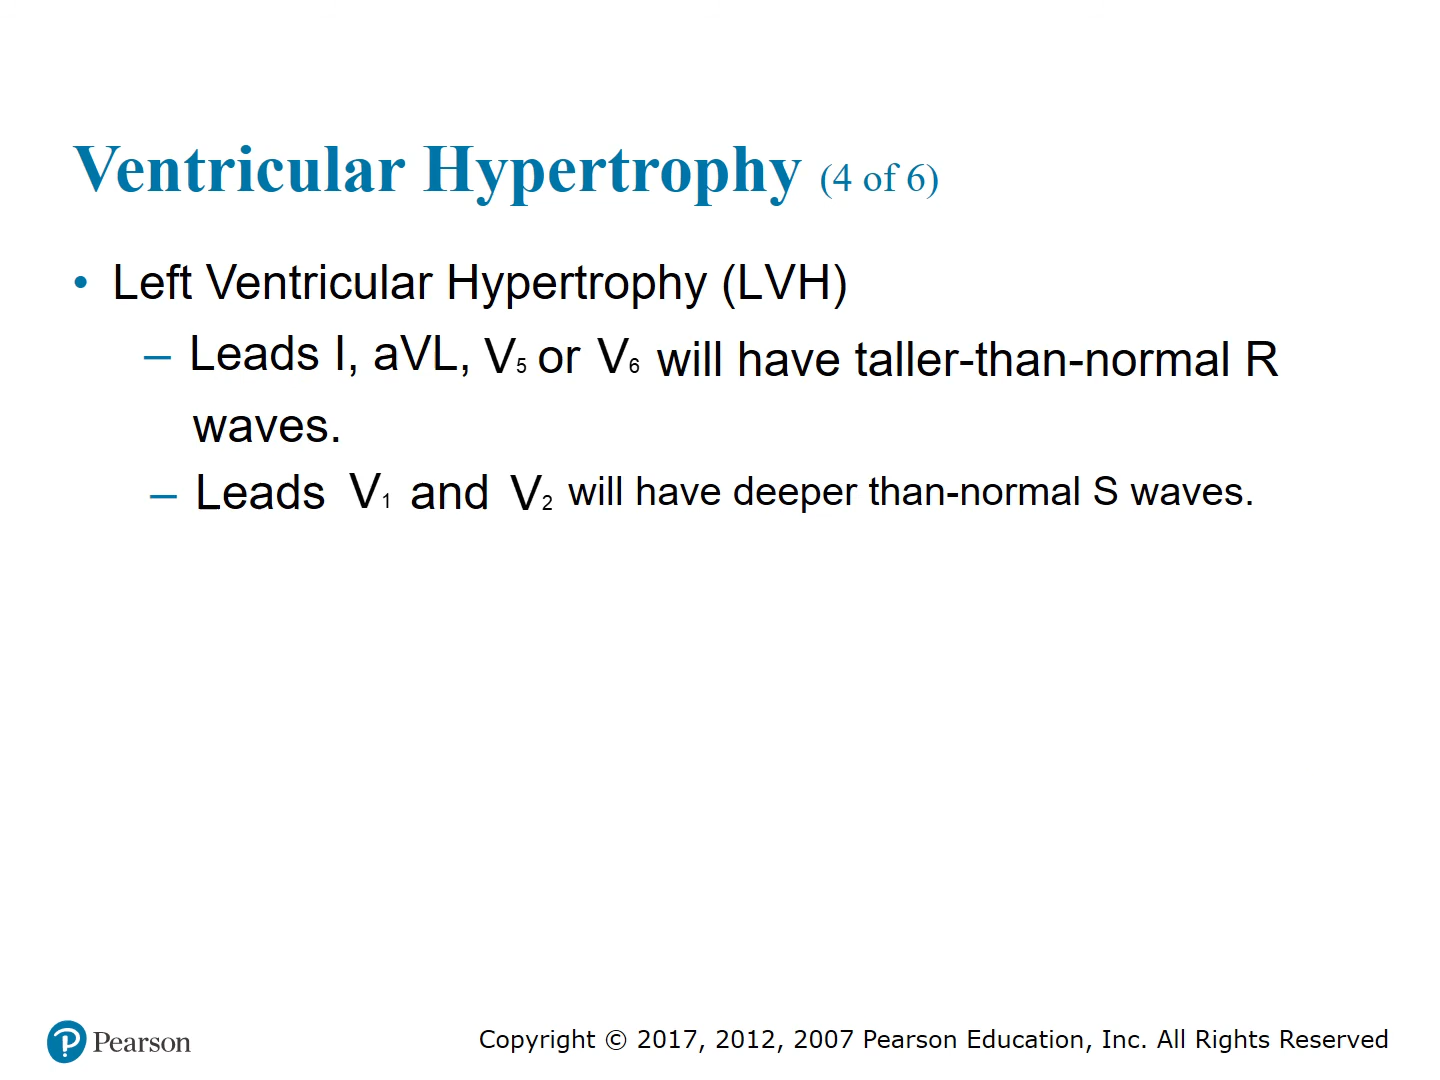 Ventricular Hypertrophy (4 of 6)
• Left Ventricular Hypertrophy (LVH)
– Leads I, aVL, V₅ or V₆ will have taller-than-normal R
waves.
– Leads V₁ and V₂ will have deeper than-normal S waves.
Pearson
Copyright © 2017, 2012, 2007 Pearson Education, Inc. All Rights Reserved